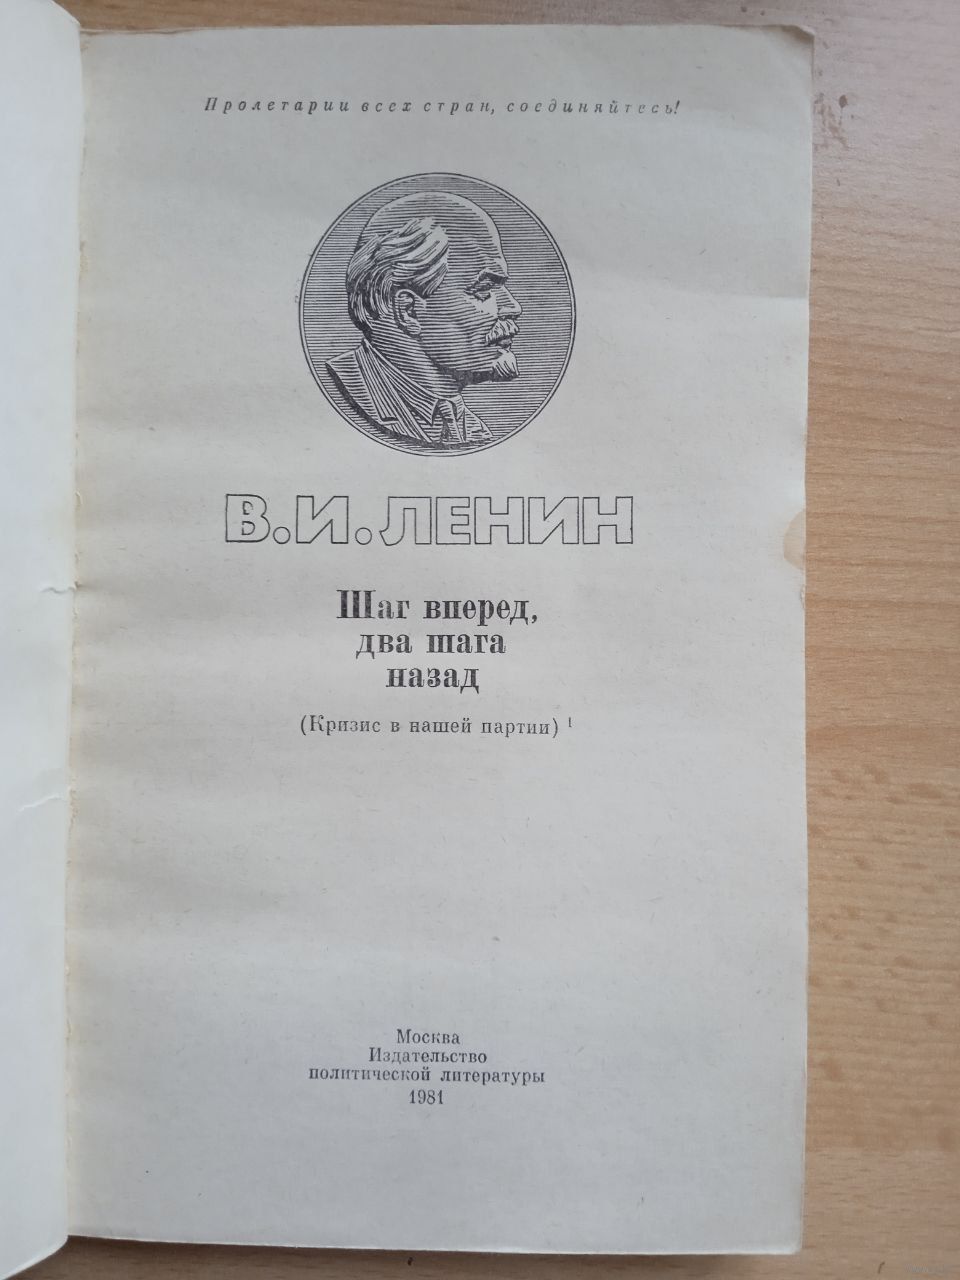 Пролетарии всех стран, соединяйтесь!
В.И.ЛЕНИН
Шаг вперед,
два шага
назад
(Кризис в нашей партии) ¹
Москва
Издательство
политической литературы
1981